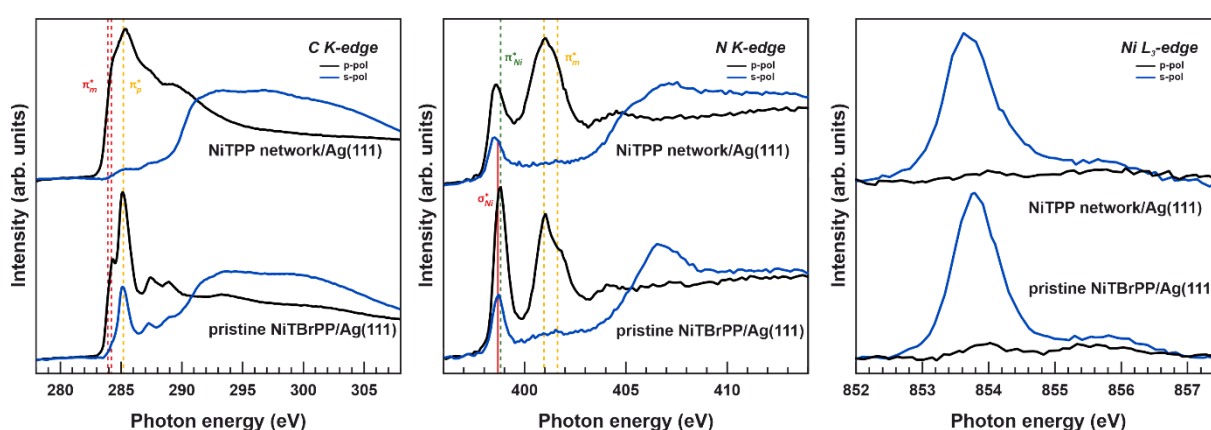 C K-edge
p-pol
s-pol
π*m
π*p
NiTPP network/Ag(111)
pristine NiTBrPP/Ag(111)
Intensity (arb. units)
280 285 290 295 300 305
Photon energy (eV)
N K-edge
p-pol
s-pol
π*Ni
π*m
NiTPP network/Ag(111)
σ*Ni
pristine NiTBrPP/Ag(111)
Intensity (arb. units)
400 405 410
Photon energy (eV)
Ni L3-edge
p-pol
s-pol
NiTPP network/Ag(111)
pristine NiTBrPP/Ag(111)
Intensity (arb. units)
852 853 854 855 856 857
Photon energy (eV)